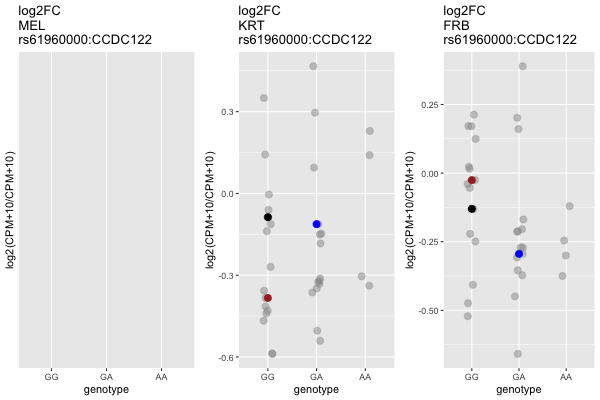 log2FC
MEL
rs61960000:CCDC122
log2(CPM+10/CPM+10)
GG GA AA
genotype
log2FC
KRT
rs61960000:CCDC122
log2(CPM+10/CPM+10)
0.3
0.0
-0.3
-0.6
GG GA AA
genotype
log2FC
FRB
rs61960000:CCDC122
log2(CPM+10/CPM+10)
0.25
0.00
-0.25
-0.50
GG GA AA
genotype